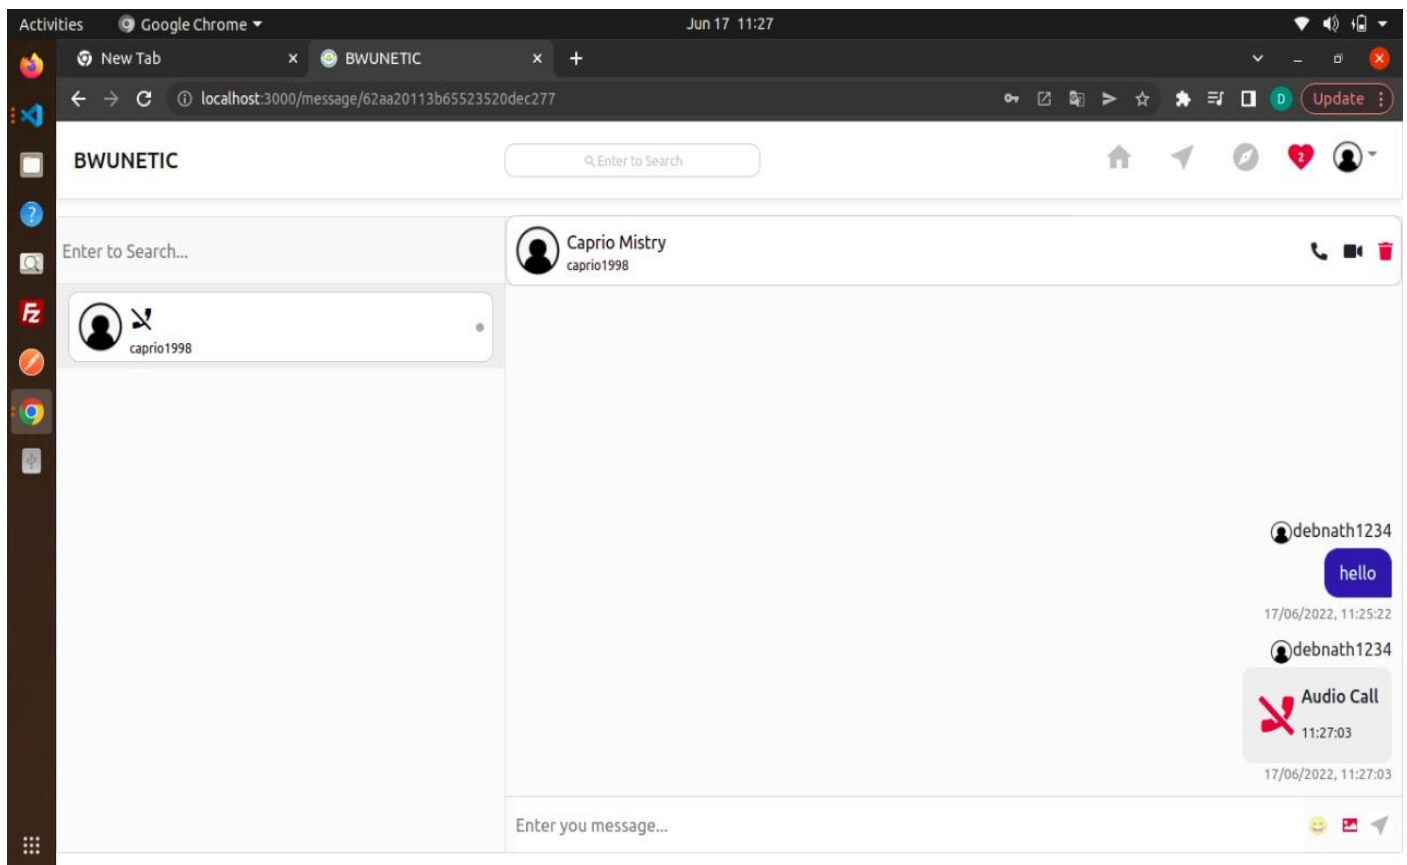 Activities Google Chrome Jun 17 11:27
New Tab BWUNETIC
localhost:3000/message/62aa20113b65523520dec277 D Update
BWUNETIC Enter to Search 2
Enter to Search...
Caprio Mistry
caprio1998
caprio1998
debnath1234
hello
17/06/2022, 11:25:22
debnath1234
Audio Call
11:27:03
17/06/2022, 11:27:03
Enter you message...
Fz
?